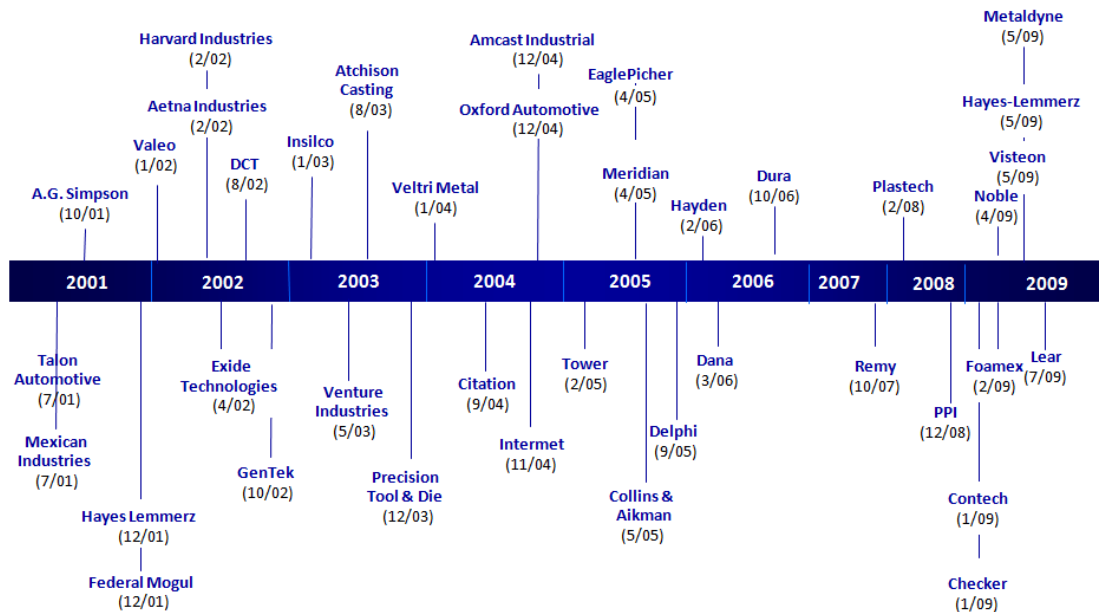 Metaldyne
(5/09)
Harvard Industries
(2/02)
Amcast Industrial
(12/04)
Atchison
Casting
(8/03)
EaglePicher
(4/05)
Aetna Industries
(2/02)
Oxford Automotive
(12/04)
Hayes-Lemmerz
(5/09)
Valeo
(1/02)
Insilco
(1/03)
Visteon
(5/09)
DCT
(8/02)
Meridian
(4/05)
Dura
(10/06)
A.G. Simpson
(10/01)
Veltri Metal
(1/04)
Plastech
(2/08)
Noble
(4/09)
Hayden
(2/06)
2001 2002 2003 2004 2005 2006 2007 2008 2009
Talon
Automotive
(7/01)
Exide
Technologies
(4/02)
Venture
Industries
(5/03)
Citation
(9/04)
Tower
(2/05)
Dana
(3/06)
Remy
(10/07)
Foamex
(2/09)
Lear
(7/09)
PPI
(12/08)
Mexican
Industries
(7/01)
Internet
(11/04)
Delphi
(9/05)
GenTek
(10/02)
Precision
Tool & Die
(12/03)
Collins &
Aikman
(5/05)
Contech
(1/09)
Hayes Lemmerz
(12/01)
Federal Mogul
(12/01)
Checker
(1/09)